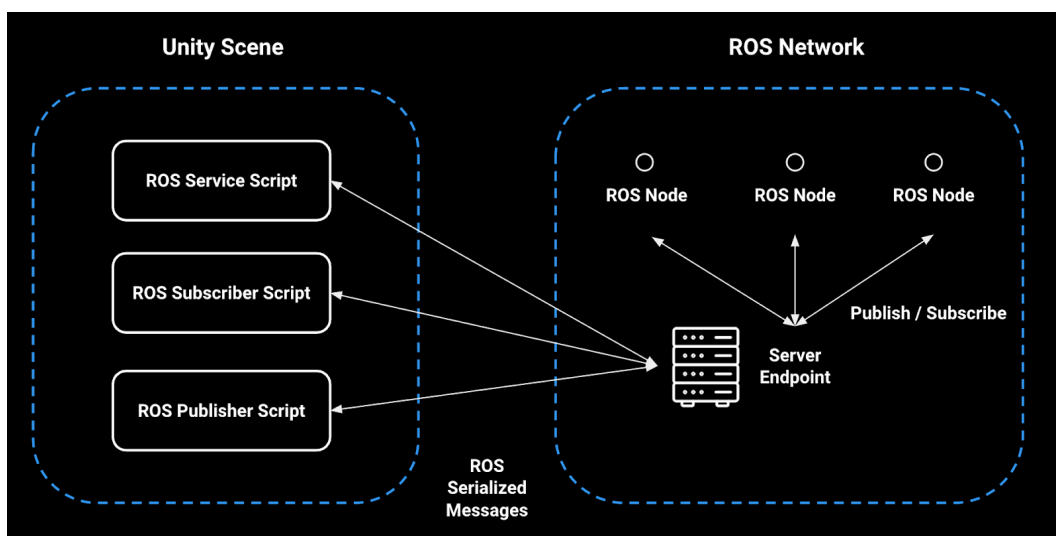 Unity Scene
ROS Network
ROS Service Script
ROS Subscriber Script
ROS Publisher Script
ROS
Serialized
Messages
ROS Node
ROS Node
ROS Node
Publish / Subscribe
Server
Endpoint